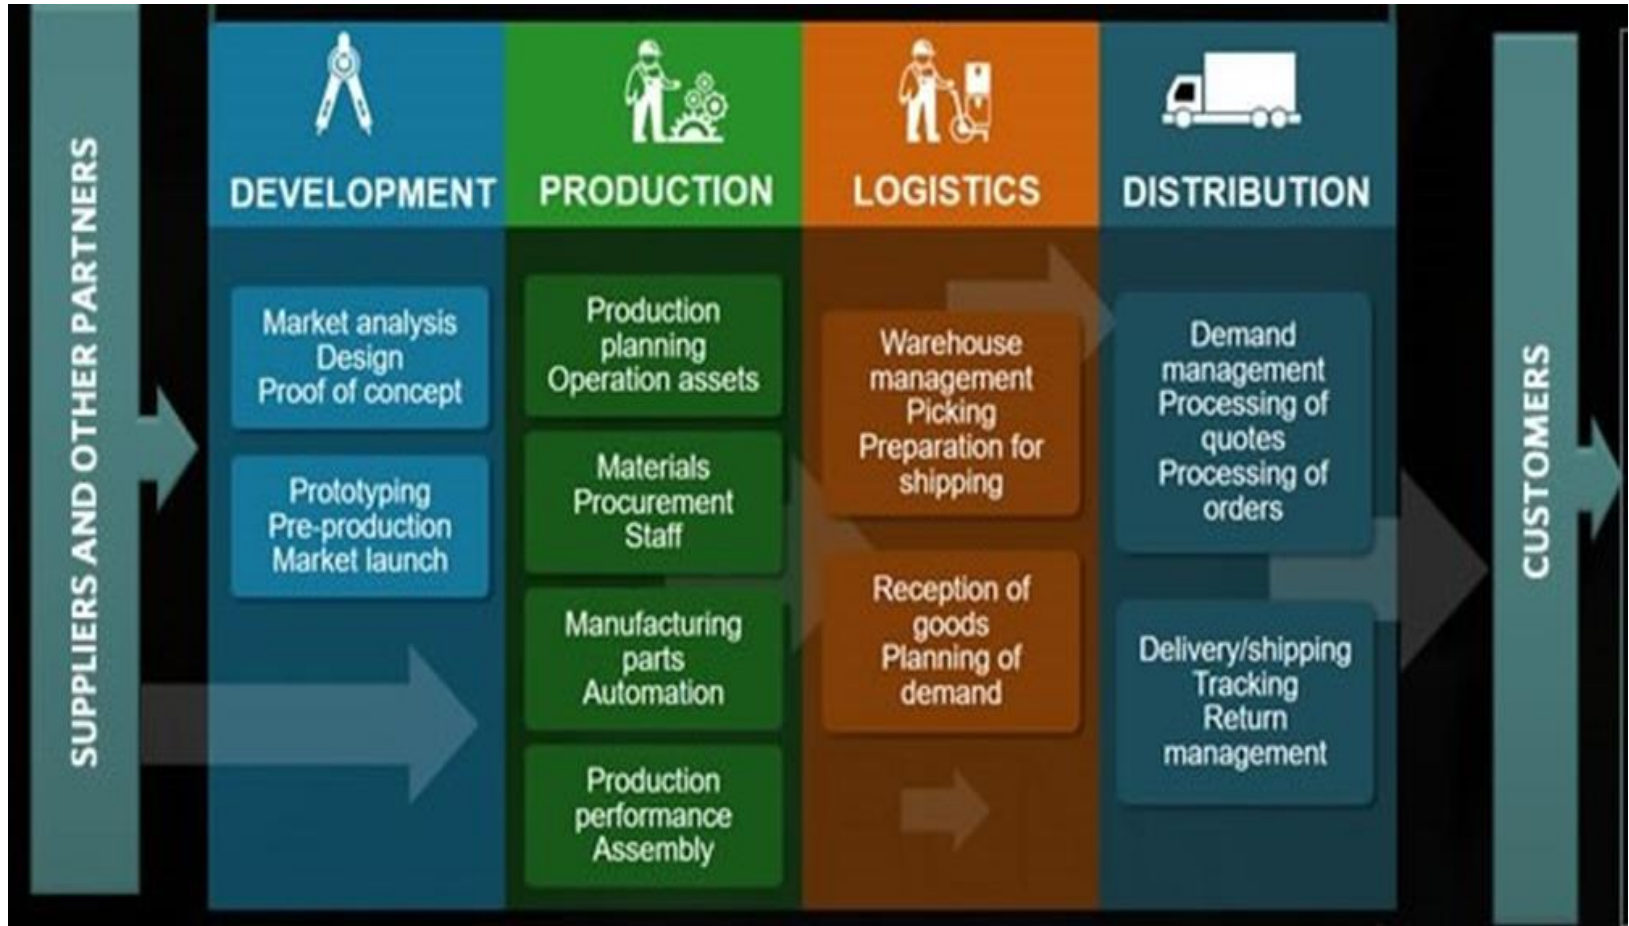 SUPPLIERS AND OTHER PARTNERS
DEVELOPMENT
Market analysis
Design
Proof of concept
Prototyping
Pre-production
Market launch
PRODUCTION
Production
planning
Operation assets
Materials
Procurement
Staff
Manufacturing
parts
Automation
Production
performance
Assembly
LOGISTICS
Warehouse
management
Picking
Preparation for
shipping
Reception of
goods
Planning of
demand
DISTRIBUTION
Demand
management
Processing of
quotes
Processing of
orders
Delivery/shipping
Tracking
Return
management
CUSTOMERS